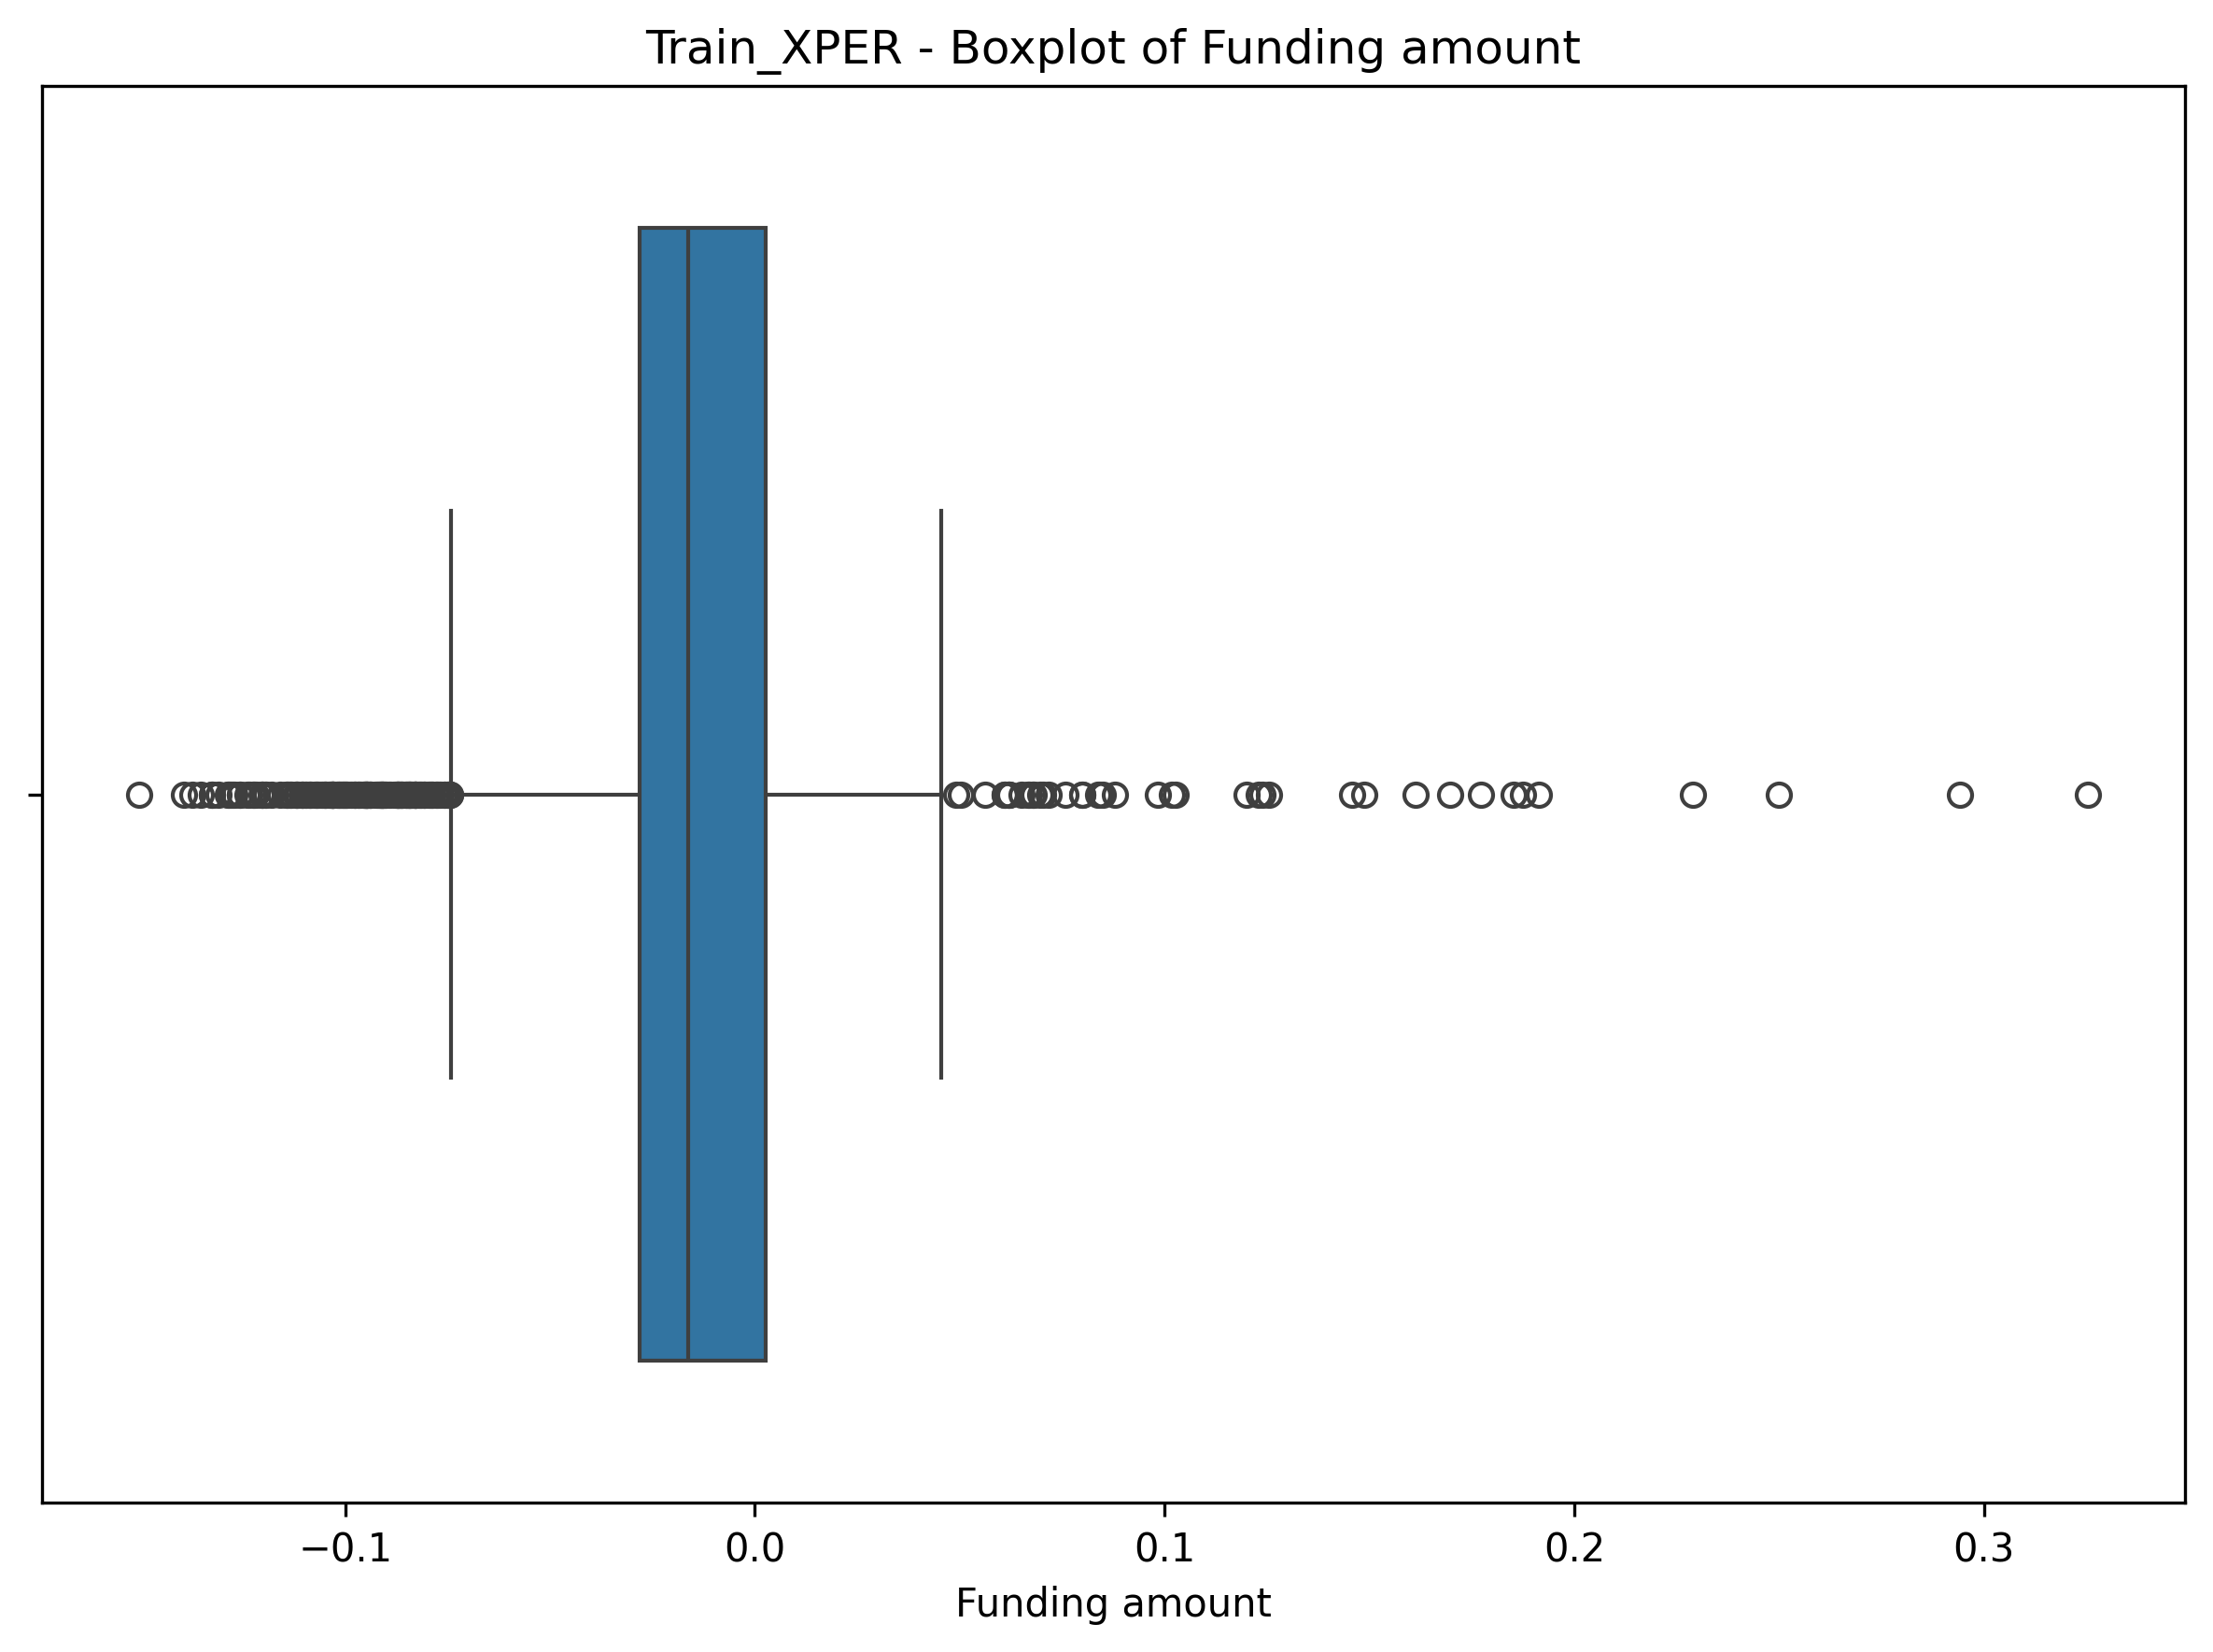 Train_XPER - Boxplot of Funding amount
−0.1 0.0 0.1 0.2 0.3
Funding amount